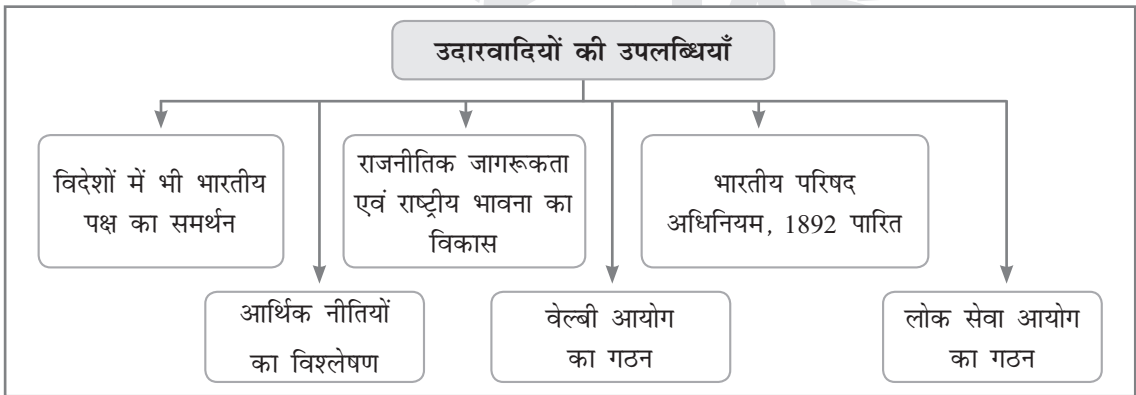 उदारवादियों की उपलब्धियाँ
विदेशों में भी भारतीय
पक्ष का समर्थन
राजनीतिक जागरूकता
एवं राष्ट्रीय भावना का
विकास
भारतीय परिषद
अधिनियम, 1892 पारित
आर्थिक नीतियों
का विश्लेषण
वेल्बी आयोग
का गठन
लोक सेवा आयोग
का गठन